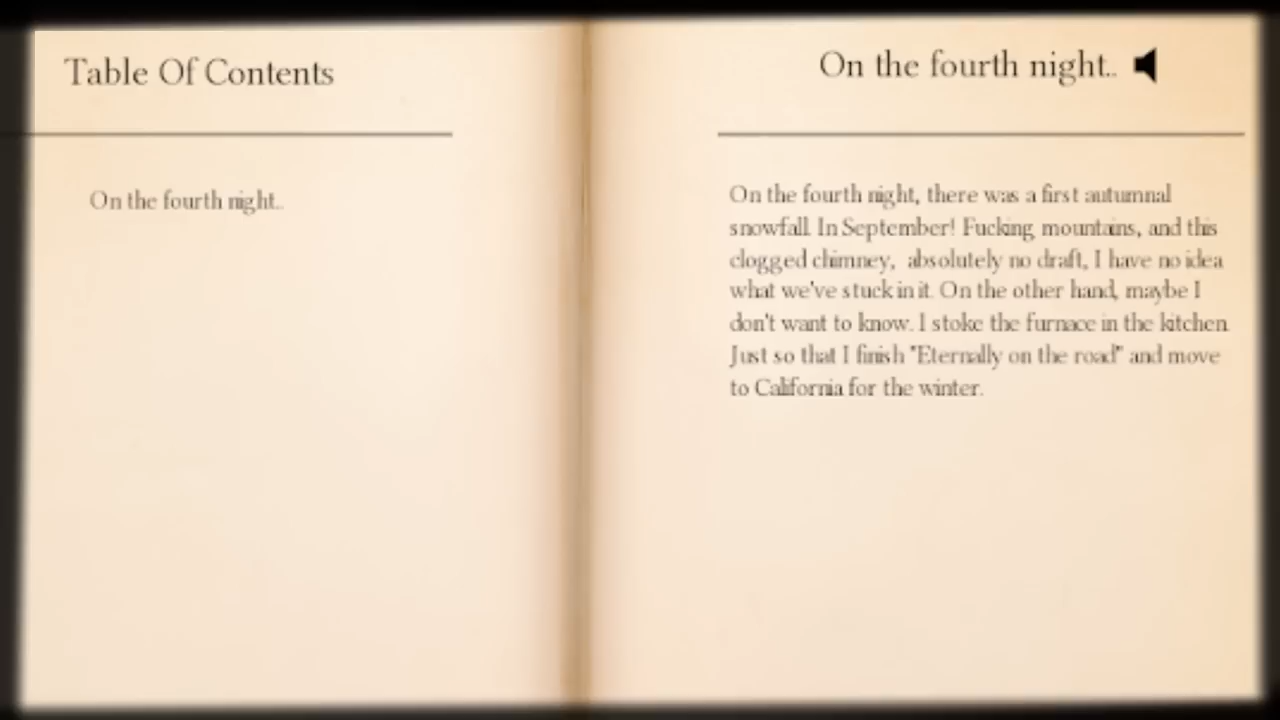 Table Of Contents
On the fourth night..
On the fourth night..
On the fourth night, there was a first autumnal
snowfall. In September! Fucking mountains, and this
clogged chimney,  absolutely no draft, I have no idea
what we've stuck in it. On the other hand, maybe I
don't want to know. I stoke the furnace in the kitchen.
Just so that I finish "Eternally on the road" and move
to California for the winter.